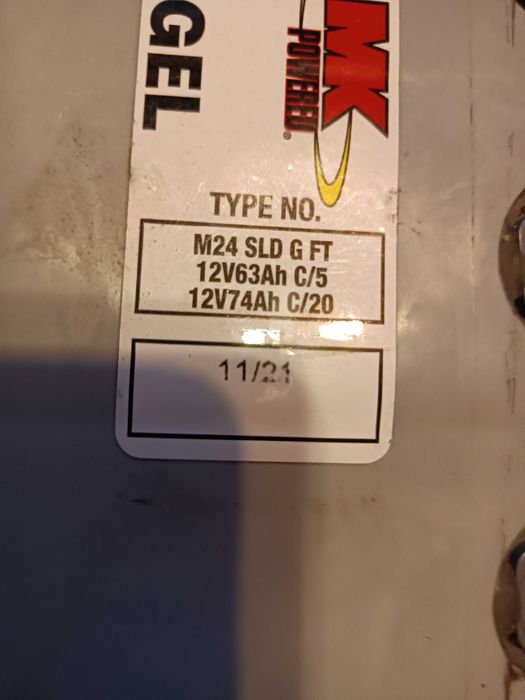 GEL
MK
POWERED®
TYPE NO.
M24 SLD G FT
12V63Ah C/5
12V74Ah C/20
11/21